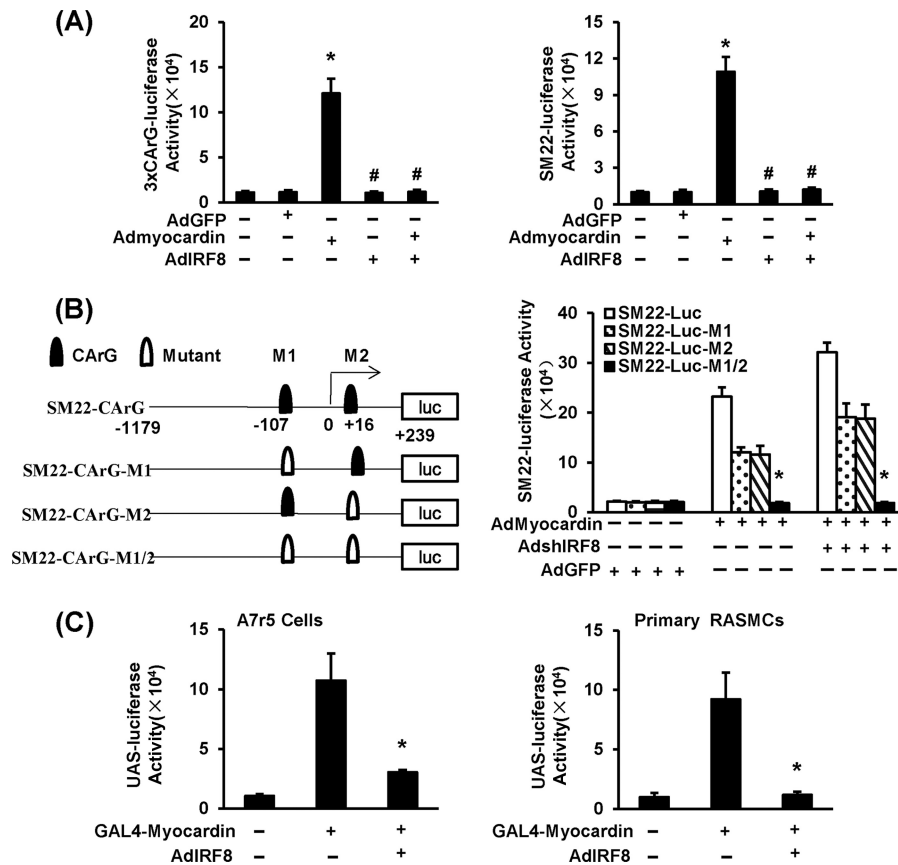 (A)
3xCArG-luciferase
Activity(×10⁴)
20
15
10
5
0
*
#
#
AdGFP − + − − −
Admyocardin − − + − +
AdIRF8 − − − + +
SM22-luciferase
Activity(×10⁴)
15
12
9
6
3
0
*
#
#
AdGFP − + − − −
Admyocardin − − + − +
AdIRF8 − − − + +
(B)
CArG
Mutant
M1
M2
SM22-CArG
luc
-1179
-107
0
+16
+239
SM22-CArG-M1
luc
SM22-CArG-M2
luc
SM22-CArG-M1/2
luc
SM22-luciferase Activity
(×10⁴)
40
30
20
10
0
SM22-Luc
SM22-Luc-M1
SM22-Luc-M2
SM22-Luc-M1/2
*
*
AdMyocardin − − − − + + + + + + + +
AdshIRF8 − − − − − − − − + + + +
AdGFP + + + + − − − − − − − −
(C)
A7r5 Cells
UAS-luciferase
Activity(×10⁴)
15
10
5
0
*
GAL4-Myocardin − + +
AdIRF8 − − +
Primary RASMCs
UAS-luciferase
Activity(×10⁴)
15
10
5
0
*
GAL4-Myocardin − + +
AdIRF8 − − +